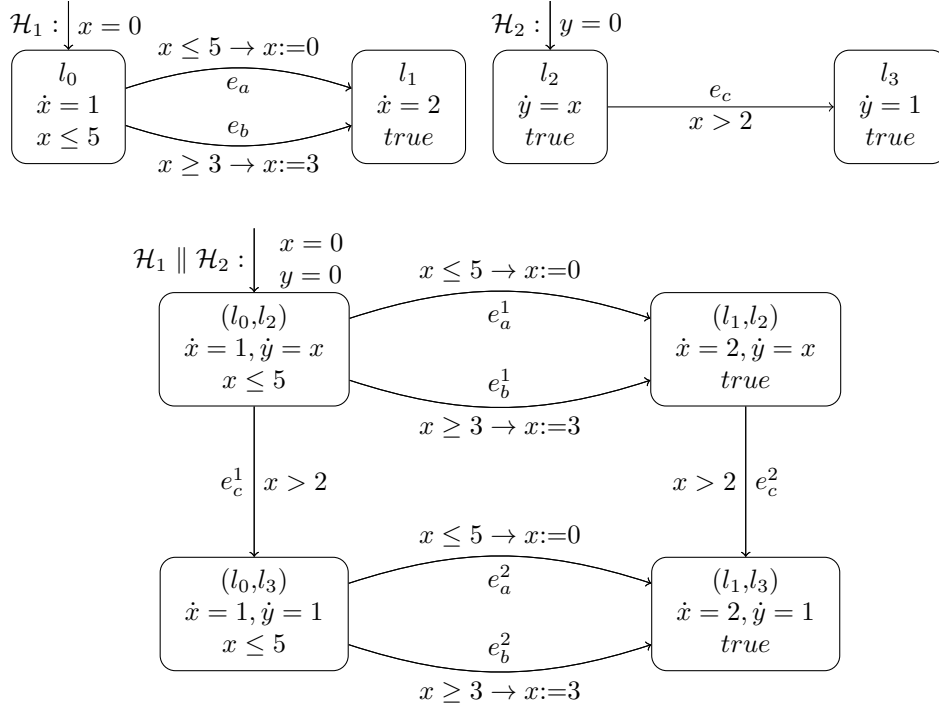 ℋ₁ : x = 0
l₀
ẋ = 1
x ≤ 5
x ≤ 5 → x:=0
eₐ
e_b
x ≥ 3 → x:=3
l₁
ẋ = 2
true
ℋ₂ : y = 0
l₂
ẏ = x
true
e_c
x > 2
l₃
ẏ = 1
true
ℋ₁ ∥ ℋ₂ :
x = 0
y = 0
(l₀,l₂)
ẋ = 1, ẏ = x
x ≤ 5
x ≤ 5 → x:=0
e_a^1
e_b^1
x ≥ 3 → x:=3
(l₁,l₂)
ẋ = 2, ẏ = x
true
e_c^1 x > 2
x > 2 e_c^2
(l₀,l₃)
ẋ = 1, ẏ = 1
x ≤ 5
x ≤ 5 → x:=0
e_a^2
e_b^2
x ≥ 3 → x:=3
(l₁,l₃)
ẋ = 2, ẏ = 1
true